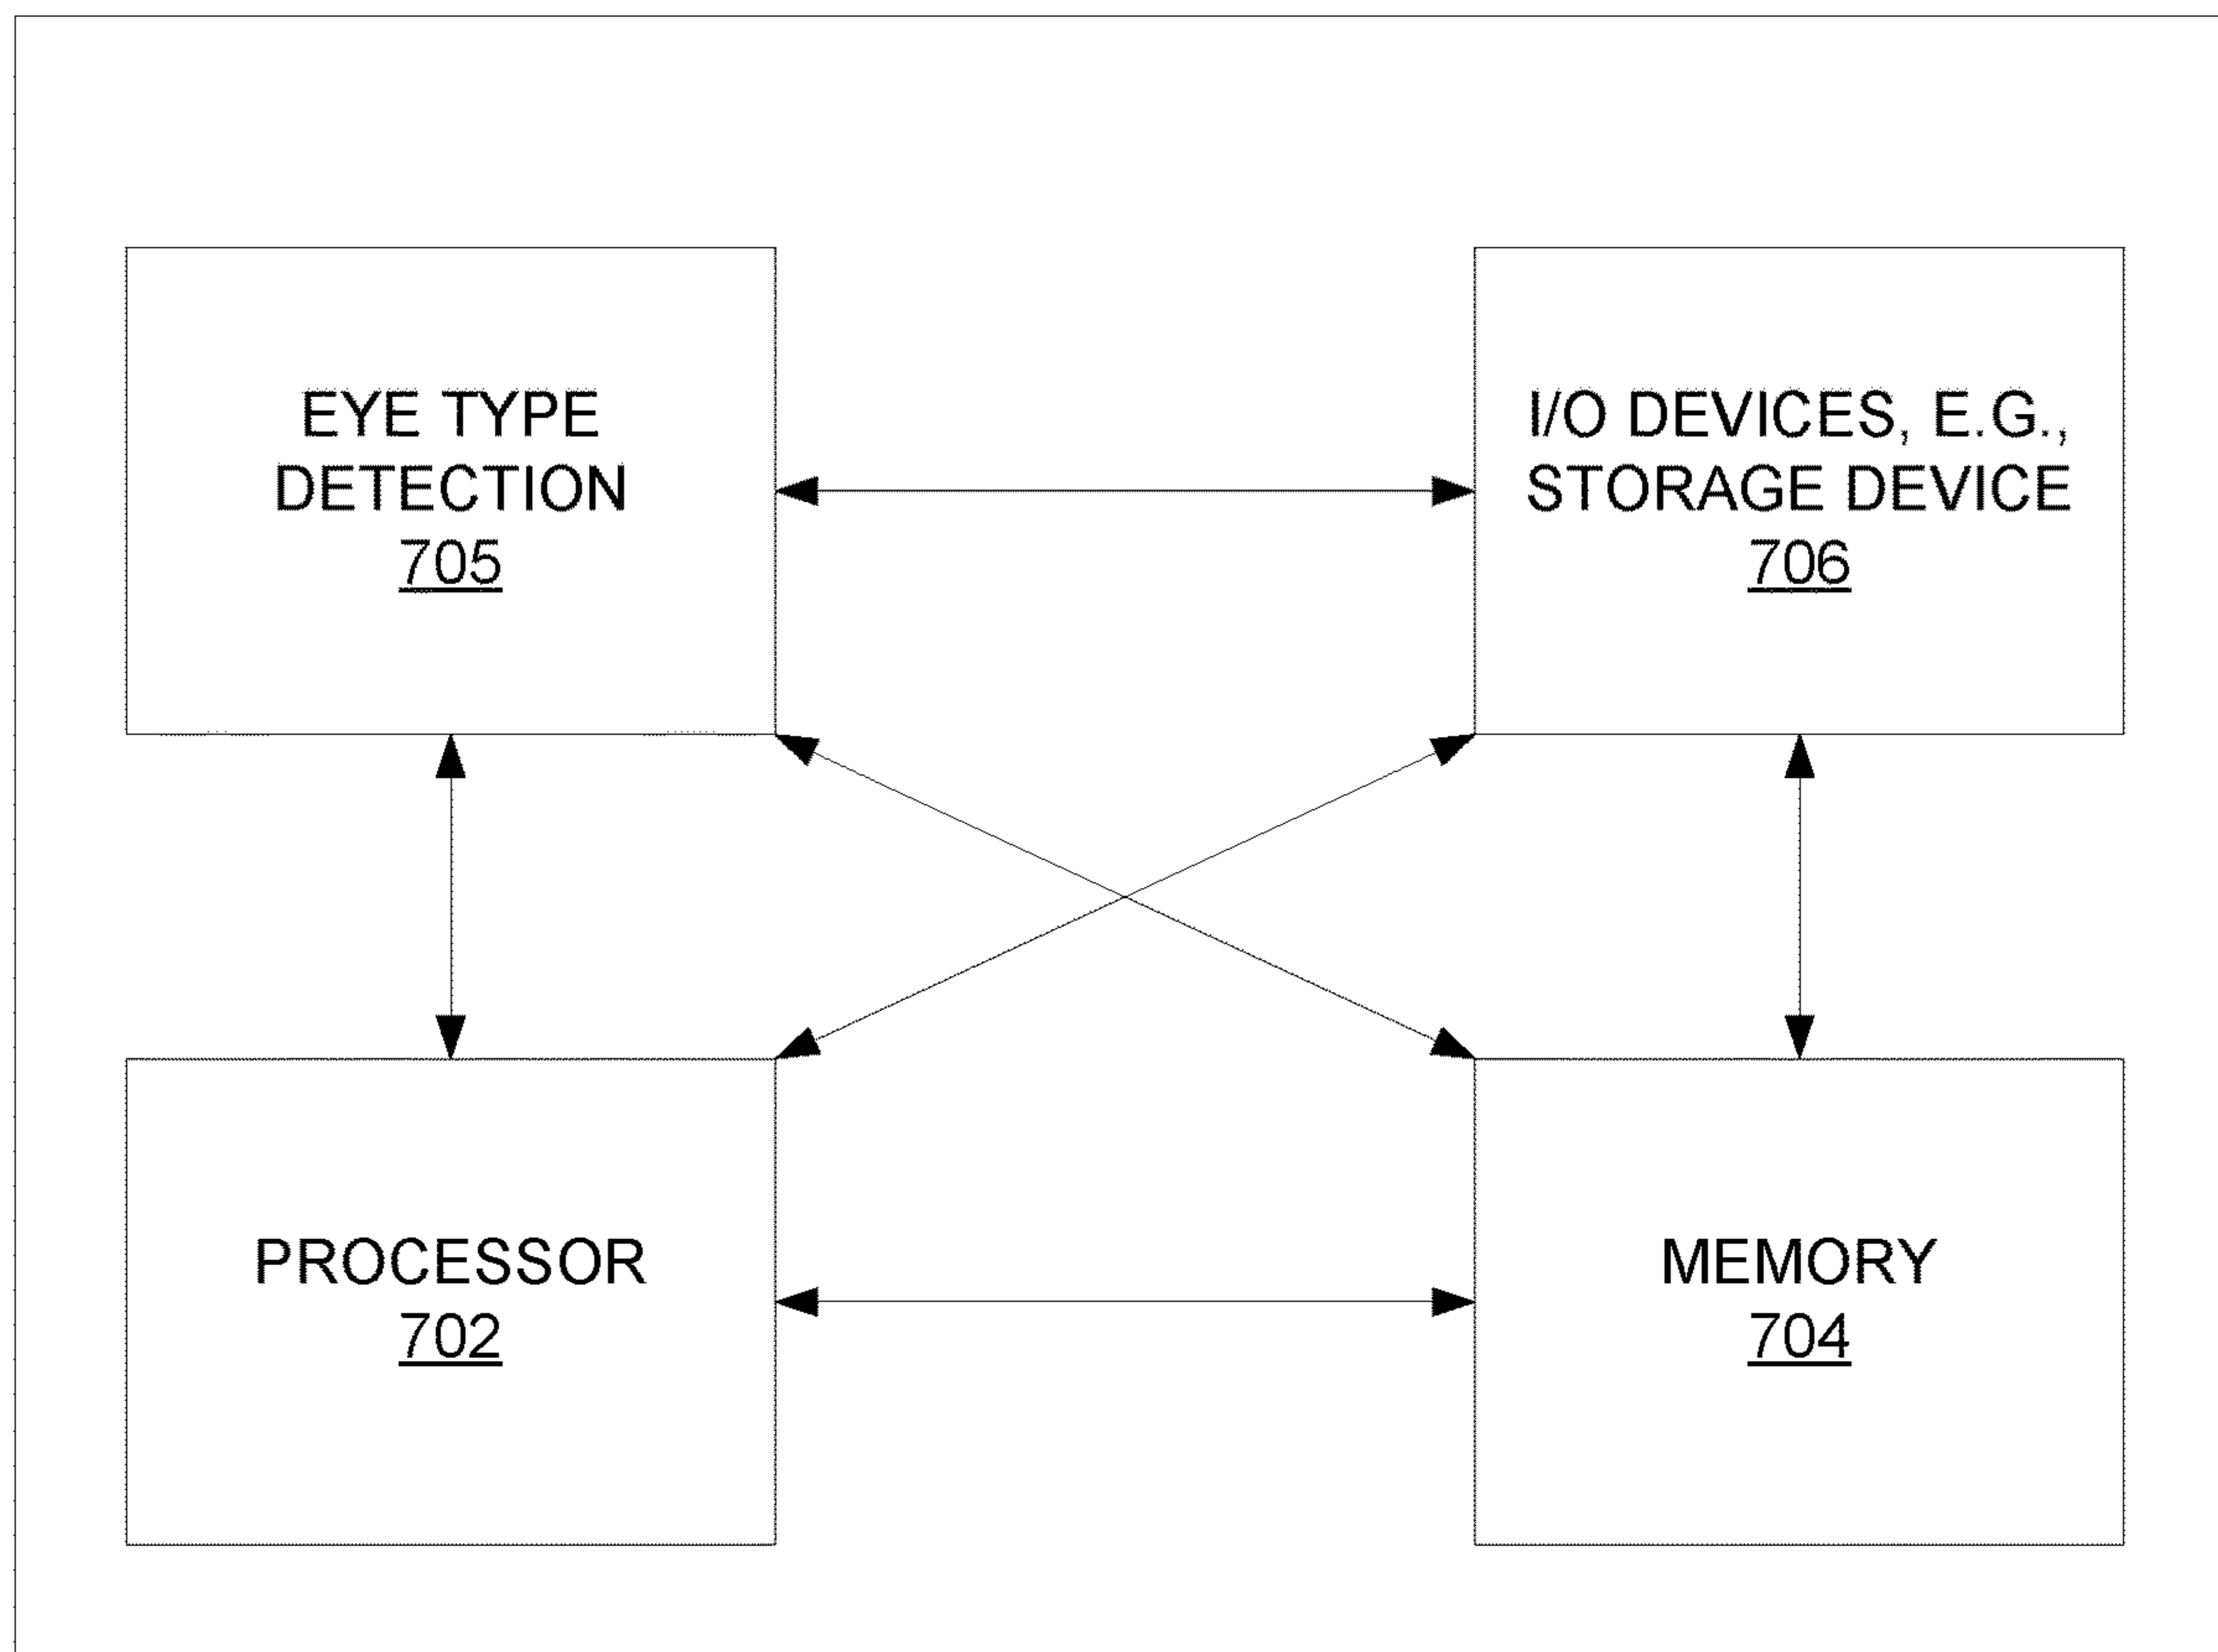 EYE TYPE
DETECTION
705
I/O DEVICES, E.G.,
STORAGE DEVICE
706
PROCESSOR
702
MEMORY
704